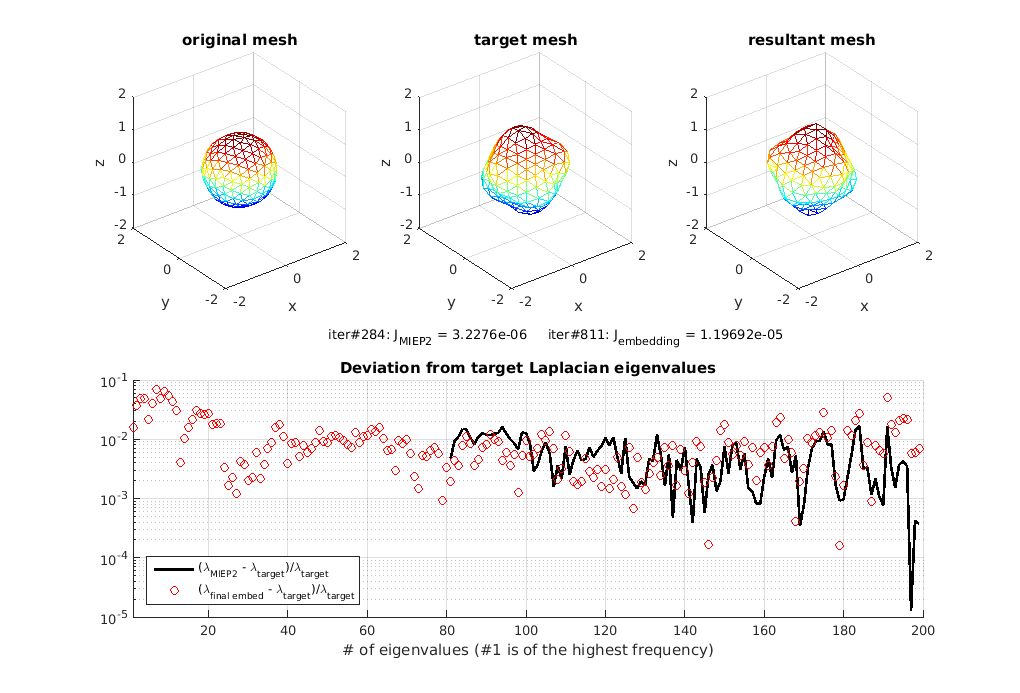 original mesh
target mesh
resultant mesh
2
1
0
-1
-2
z
2
0
-2
y
-2
0
2
x
2
1
0
-1
-2
z
2
0
-2
y
-2
0
2
x
2
1
0
-1
-2
z
2
0
-2
y
-2
0
2
x
iter#284: J_MIEP2 = 3.2276e-06 iter#811: J_embedding = 1.19692e-05
Deviation from target Laplacian eigenvalues
10^-1
10^-2
10^-3
10^-4
10^-5
(λ_MIEP2 - λ_target)/λ_target
(λ_final embed - λ_target)/λ_target
20 40 60 80 100 120 140 160 180 200
# of eigenvalues (#1 is of the highest frequency)